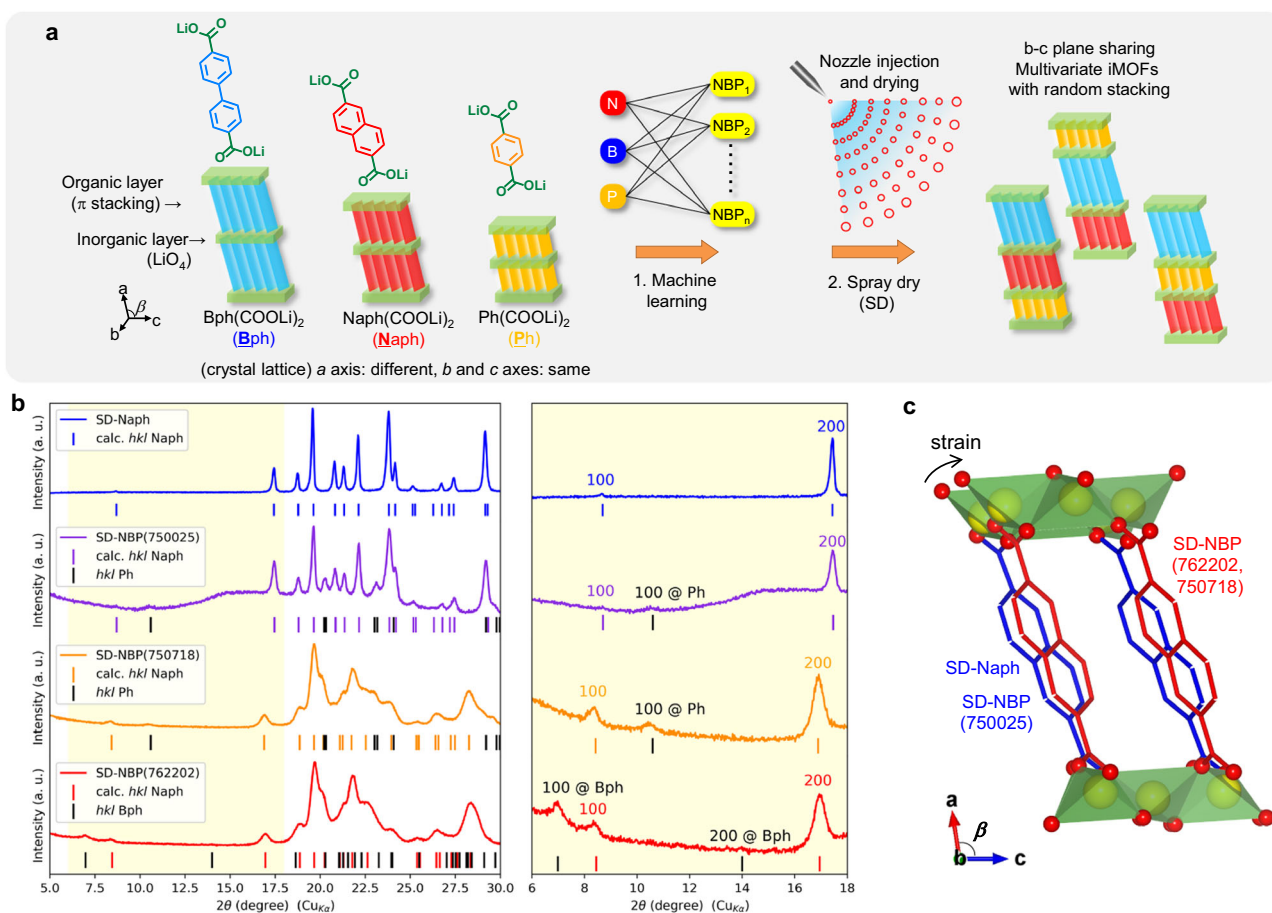 a
LiO
O
O
OLi
LiO
O
O
OLi
LiO
O
O
OLi
Organic layer
(π stacking) →
Inorganic layer→
(LiO₄)
a
β
b
c
Bph(COOLi)₂
(Bph)
Naph(COOLi)₂
(Naph)
Ph(COOLi)₂
(Ph)
(crystal lattice) a axis: different, b and c axes: same
N
B
P
NBP₁
NBP₂
NBPₙ
1. Machine
learning
Nozzle injection
and drying
2. Spray dry
(SD)
b-c plane sharing
Multivariate iMOFs
with random stacking
b
Intensity (a. u.)
SD-Naph
calc. hkl Naph
Intensity (a. u.)
SD-NBP(750025)
calc. hkl Naph
hkl Ph
Intensity (a. u.)
SD-NBP(750718)
calc. hkl Naph
hkl Ph
Intensity (a. u.)
SD-NBP(762202)
calc. hkl Naph
hkl Bph
5.0 7.5 10.0 12.5 15.0 17.5 20.0 22.5 25.0 27.5 30.0
2θ (degree) (CuKα)
100
200
100
100 @ Ph
200
100
100 @ Ph
200
100 @ Bph
100
200 @ Bph
200
6 8 10 12 14 16 18
2θ (degree) (CuKα)
c
strain
SD-NBP
(762202,
750718)
SD-Naph
SD-NBP
(750025)
a
β
b
c